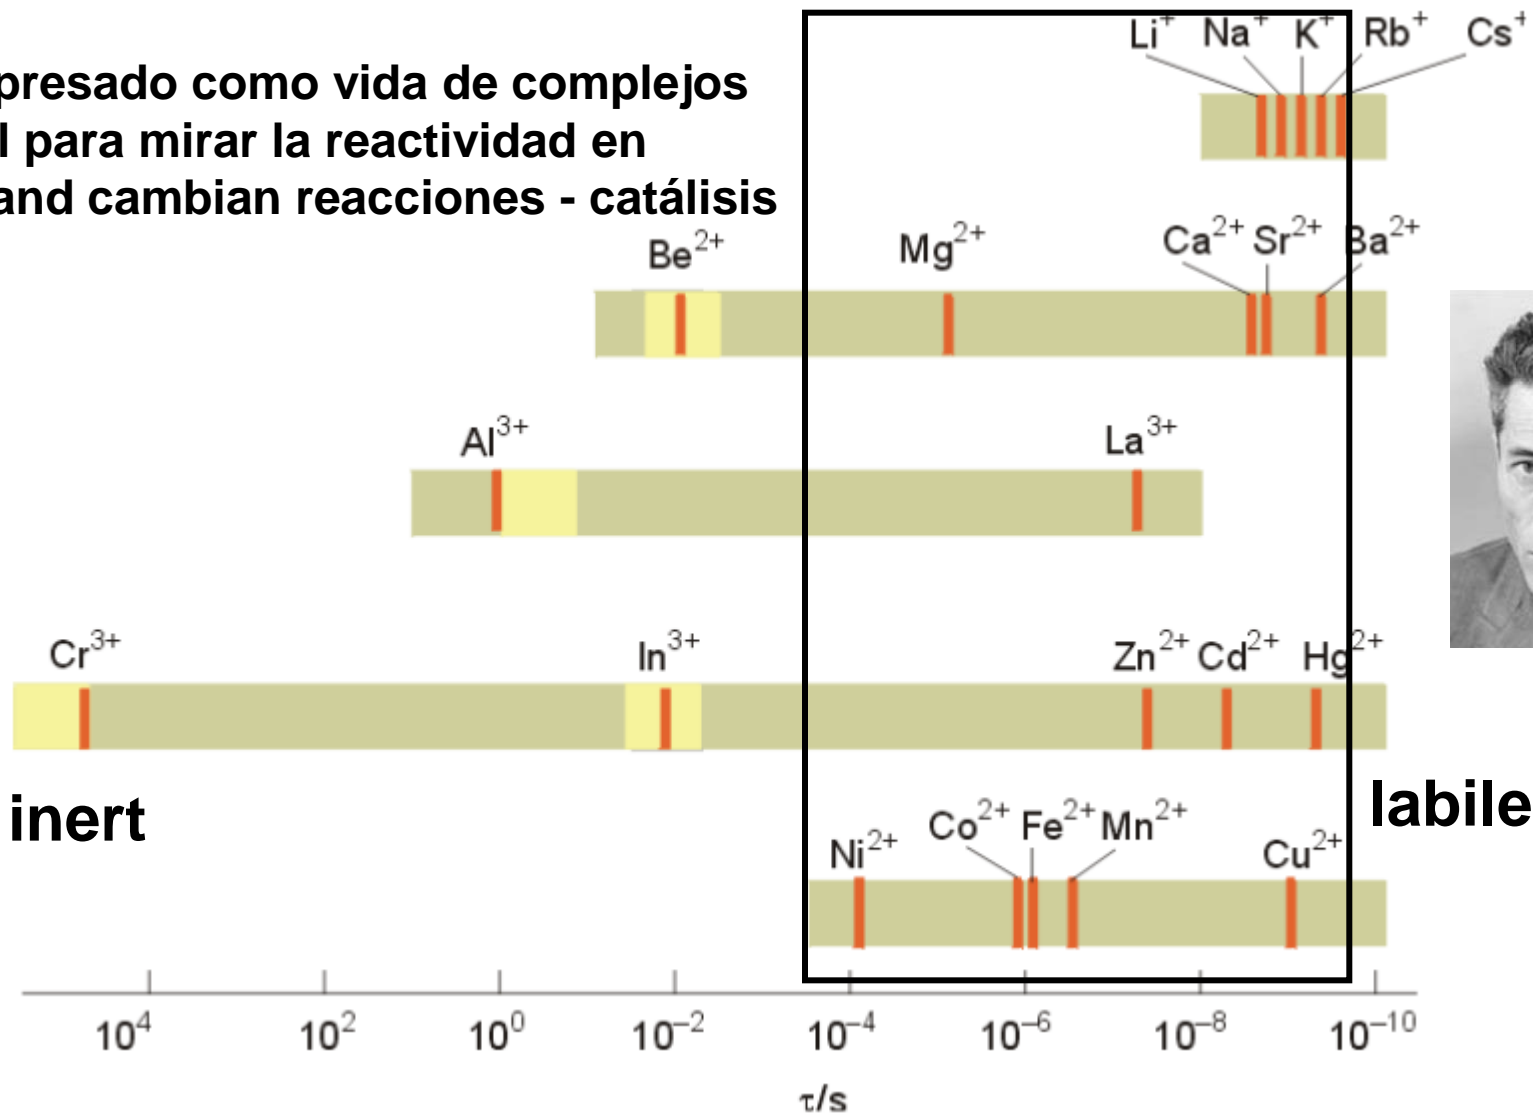 Li+ Na+ K+ Rb+ Cs+
presado como vida de complejos
l para mirar la reactividad en
and cambian reacciones - catálisis
Be2+ Mg2+ Ca2+ Sr2+ Ba2+
Al3+ La3+
Cr3+ In3+ Zn2+ Cd2+ Hg2+
inert labile
Ni2+ Co2+ Fe2+ Mn2+ Cu2+
10^4 10^2 10^0 10^–2 10^–4 10^–6 10^–8 10^–10
τ/s